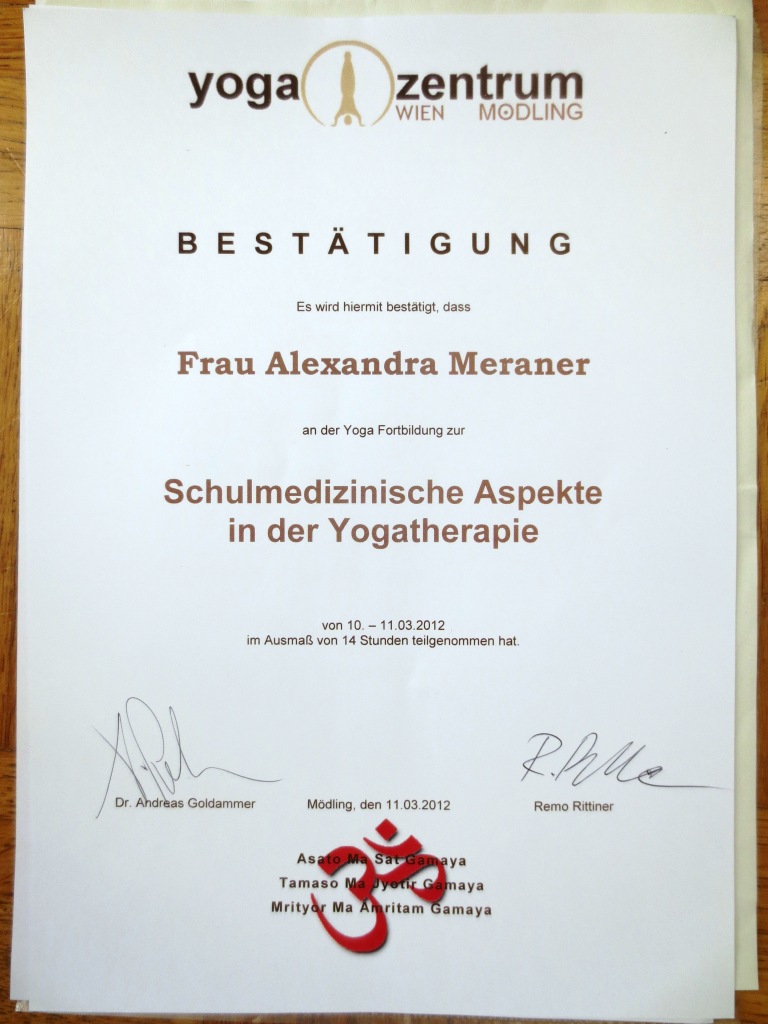 yoga zentrum
WIEN MÖDLING
BESTÄTIGUNG
Es wird hiermit bestätigt, dass
Frau Alexandra Meraner
an der Yoga Fortbildung zur
Schulmedizinische Aspekte
in der Yogatherapie
von 10. – 11.03.2012
im Ausmaß von 14 Stunden teilgenommen hat.
Dr. Andreas Goldammer Mödling, den 11.03.2012 Remo Rittiner
ॐ
Asato Ma Sat Gamaya
Tamaso Ma Jyotir Gamaya
Mrityor Ma Amritam Gamaya